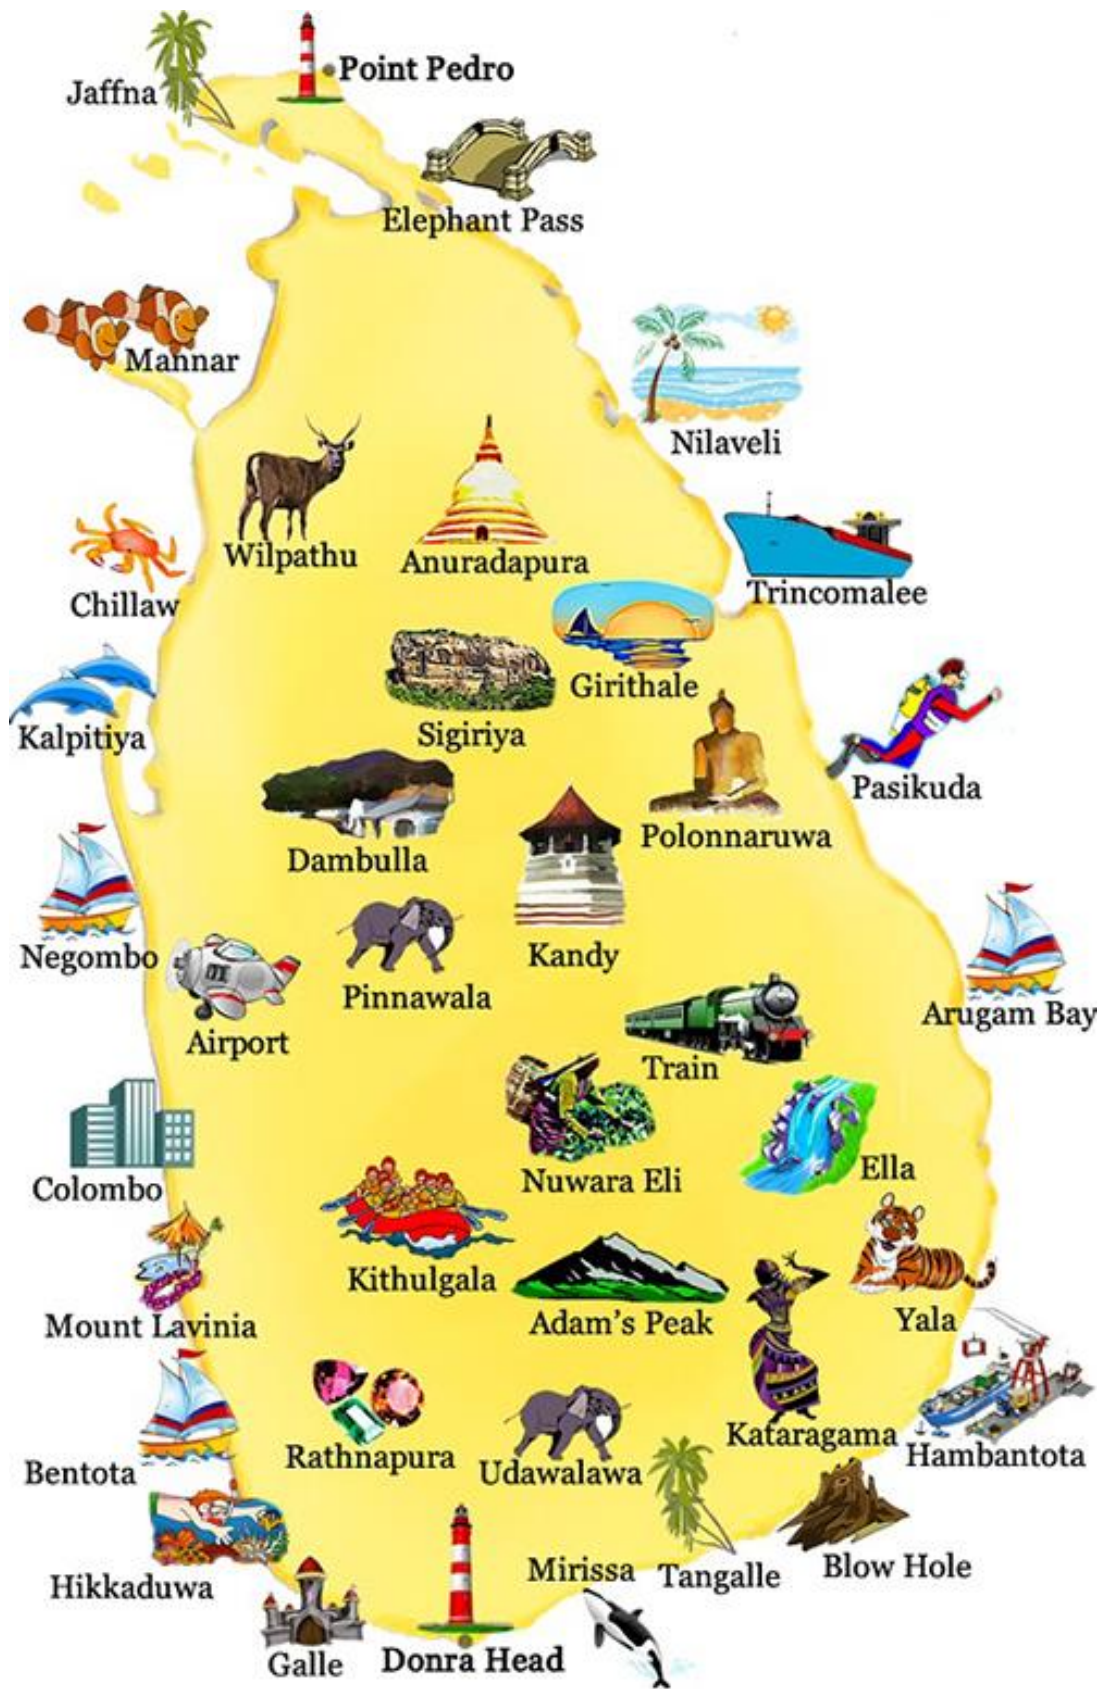 Point Pedro
Jaffna
Elephant Pass
Mannar
Nilaveli
Wilpathu
Anuradapura
Trincomalee
Chillaw
Girithale
Sigiriya
Kalpitiya
Pasikuda
Polonnaruwa
Dambulla
Kandy
Negombo
Pinnawala
Arugam Bay
Airport
Train
Ella
Nuwara Eli
Colombo
Kithulgala
Adam's Peak
Yala
Mount Lavinia
Kataragama
Hambantota
Rathnapura
Udawalawa
Bentota
Blow Hole
Mirissa
Tangalle
Hikkaduwa
Donra Head
Galle